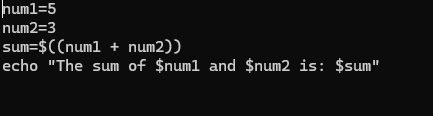 num1=5
num2=3
sum=$((num1 + num2))
echo "The sum of $num1 and $num2 is: $sum"